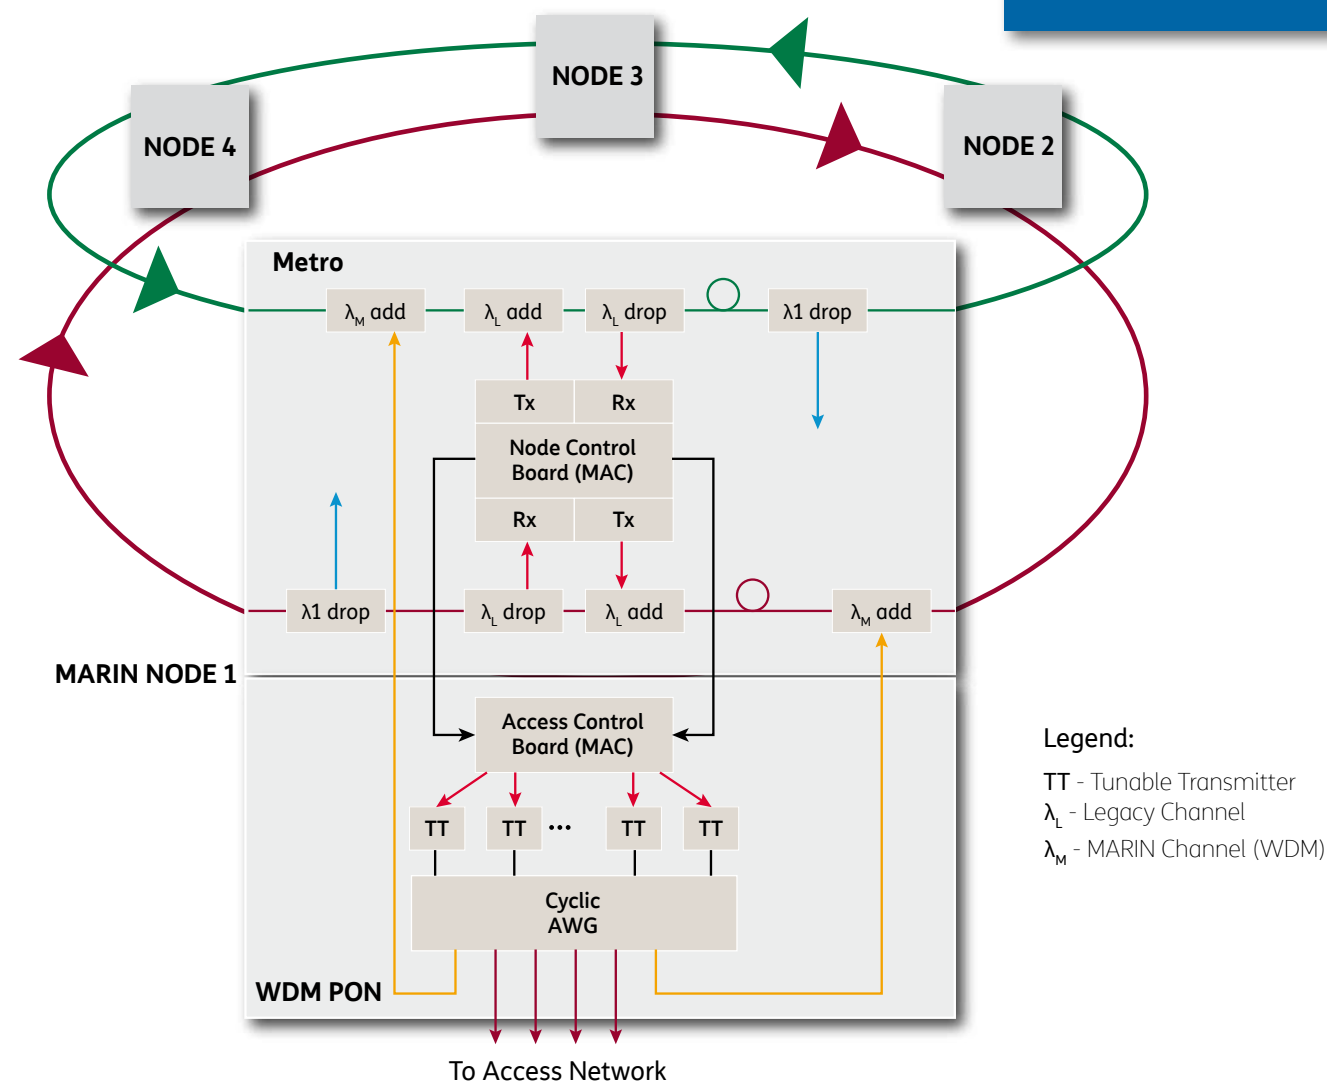 NODE 3
NODE 4
NODE 2
Metro
λM add
λL add
λL drop
λ1 drop
Tx
Rx
Node Control
Board (MAC)
Rx
Tx
λ1 drop
λL drop
λL add
λM add
MARIN NODE 1
Access Control
Board (MAC)
TT
TT
...
TT
TT
Cyclic
AWG
WDM PON
To Access Network
Legend:
TT - Tunable Transmitter
λL - Legacy Channel
λM - MARIN Channel (WDM)